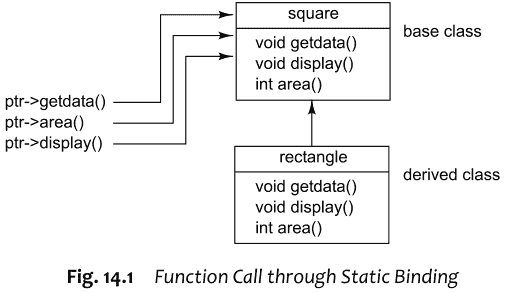 square
base class
void getdata()
void display()
int area()
ptr->getdata()
ptr->area()
ptr->display()
rectangle
derived class
void getdata()
void display()
int area()
Fig. 14.1 Function Call through Static Binding